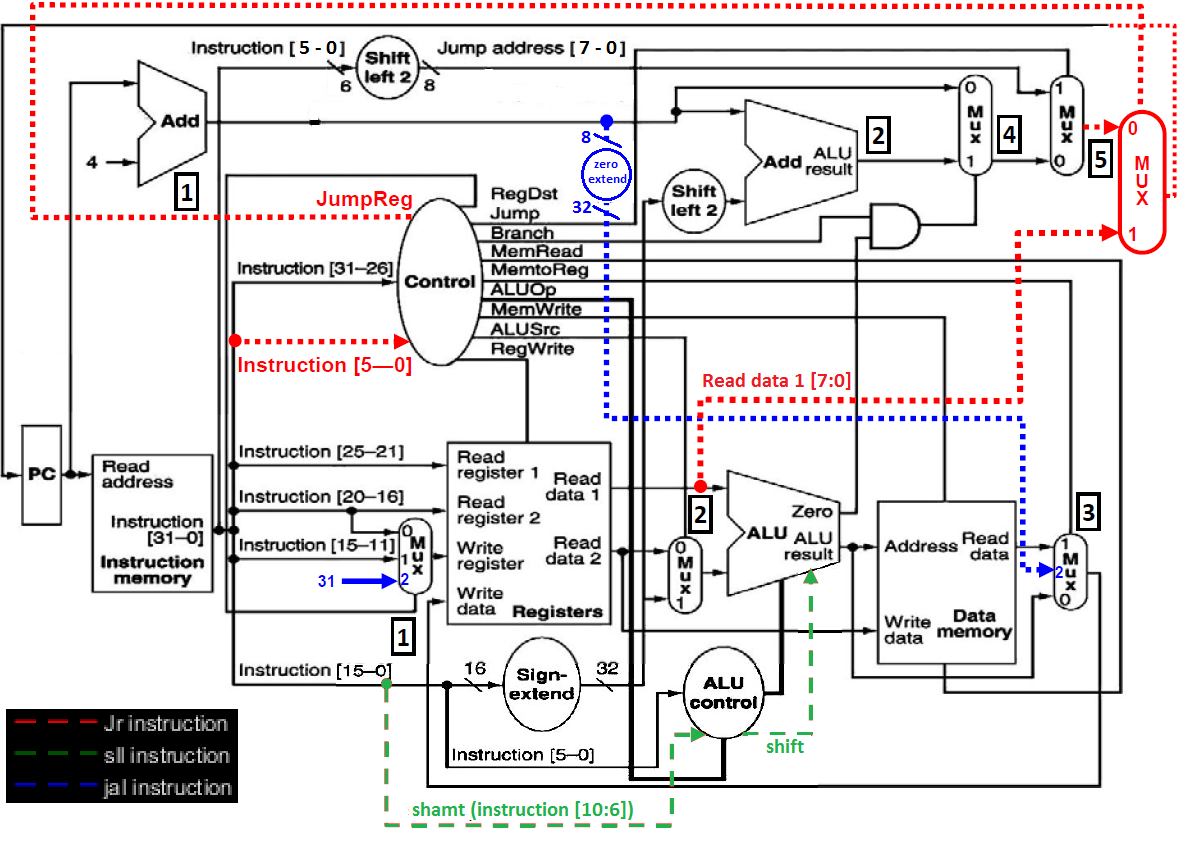 Instruction [ 5 - 0]
Shift
left 2
Jump address [ 7 - 0 ]
6
8
Add
4
1
8
zero
extend
32
Add
ALU
result
2
Shift
left 2
0
M
u
x
1
4
1
M
u
x
0
5
0
M
U
X
1
JumpReg
RegDst
Jump
Branch
MemRead
MemtoReg
ALUOp
MemWrite
ALUSrc
RegWrite
Instruction [31–26]
Control
Instruction [5—0]
Read data 1 [7:0]
PC
Read
address
Instruction
[31–0]
Instruction
memory
Instruction [25–21]
Instruction [20–16]
Instruction [15–11]
31
0
M
u
x
1
2
1
Read
register 1
Read
register 2
Write
register
Write
data
Read
data 1
Read
data 2
Registers
2
0
M
u
x
1
Zero
ALU
ALU
result
Address
Read
data
Write
data
Data
memory
3
1
M
u
x
2
0
Instruction [15–0]
16
Sign-
extend
32
ALU
control
Instruction [5–0]
shift
shamt (instruction [10:6])
Jr instruction
sll instruction
jal instruction